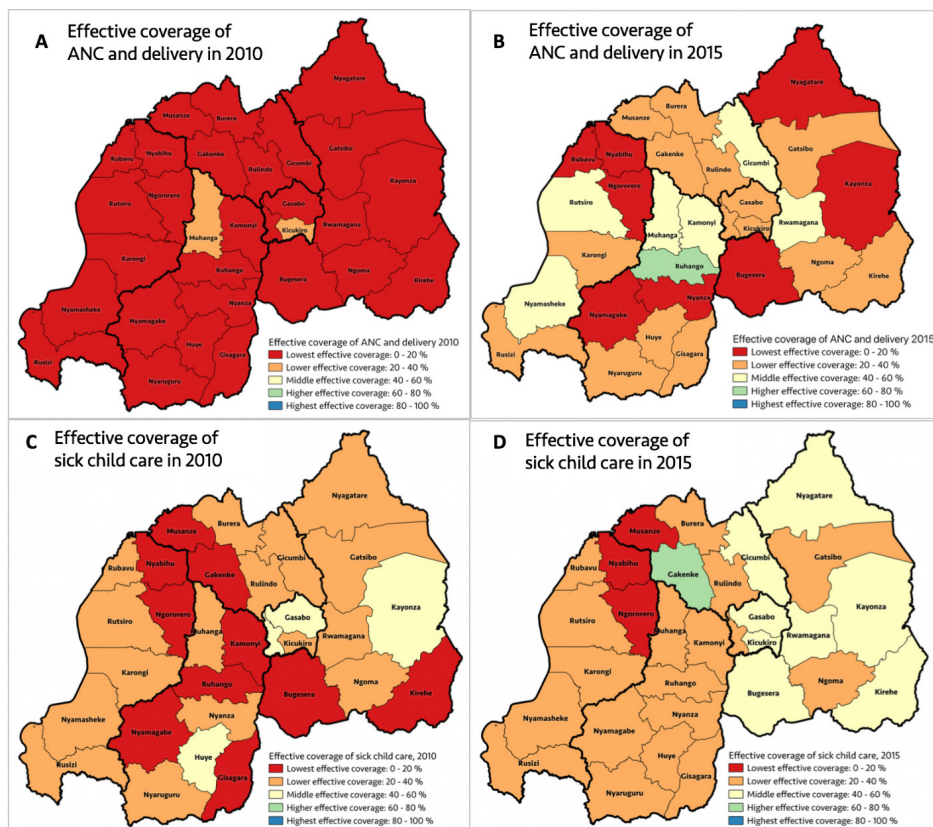 A
Effective coverage of
ANC and delivery in 2010
Nyagatare
Musanze
Burera
Gatsibo
Rubavu
Nyabihu
Gakenke
Rulindo
Gicumbi
Kayonza
Rutsiro
Ngororero
Gasabo
Muhanga
Kamonyi
Kicukiro
Rwamagana
Karongi
Ruhango
Bugesera
Ngoma
Kirehe
Nyamasheke
Nyanza
Nyamagabe
Rusizi
Huye
Gisagara
Nyaruguru
Effective coverage of ANC and delivery 2010
Lowest effective coverage: 0 - 20 %
Lower effective coverage: 20 - 40 %
Middle effective coverage: 40 - 60 %
Higher effective coverage: 60 - 80 %
Highest effective coverage: 80 - 100 %
B
Effective coverage of
ANC and delivery in 2015
Nyagatare
Musanze
Burera
Gatsibo
Rubavu
Nyabihu
Gakenke
Rulindo
Gicumbi
Kayonza
Rutsiro
Ngororero
Gasabo
Muhanga
Kamonyi
Kicukiro
Rwamagana
Karongi
Ruhango
Bugesera
Ngoma
Kirehe
Nyamasheke
Nyanza
Nyamagabe
Rusizi
Huye
Gisagara
Nyaruguru
Effective coverage of ANC and delivery 2015
Lowest effective coverage: 0 - 20 %
Lower effective coverage: 20 - 40 %
Middle effective coverage: 40 - 60 %
Higher effective coverage: 60 - 80 %
Highest effective coverage: 80 - 100 %
C
Effective coverage of
sick child care in 2010
Nyagatare
Musanze
Burera
Gatsibo
Rubavu
Nyabihu
Gakenke
Rulindo
Gicumbi
Kayonza
Rutsiro
Ngororero
Gasabo
Muhanga
Kamonyi
Kicukiro
Rwamagana
Karongi
Ruhango
Bugesera
Ngoma
Kirehe
Nyamasheke
Nyanza
Nyamagabe
Rusizi
Huye
Gisagara
Nyaruguru
Effective coverage of sick child care, 2010
Lowest effective coverage: 0 - 20 %
Lower effective coverage: 20 - 40 %
Middle effective coverage: 40 - 60 %
Higher effective coverage: 60 - 80 %
Highest effective coverage: 80 - 100 %
D
Effective coverage of
sick child care in 2015
Nyagatare
Musanze
Burera
Gatsibo
Rubavu
Nyabihu
Gakenke
Rulindo
Gicumbi
Kayonza
Rutsiro
Ngororero
Gasabo
Muhanga
Kamonyi
Kicukiro
Rwamagana
Karongi
Ruhango
Bugesera
Ngoma
Kirehe
Nyamasheke
Nyanza
Nyamagabe
Rusizi
Huye
Gisagara
Nyaruguru
Effective coverage of sick child care, 2015
Lowest effective coverage: 0 - 20 %
Lower effective coverage: 20 - 40 %
Middle effective coverage: 40 - 60 %
Higher effective coverage: 60 - 80 %
Highest effective coverage: 80 - 100 %